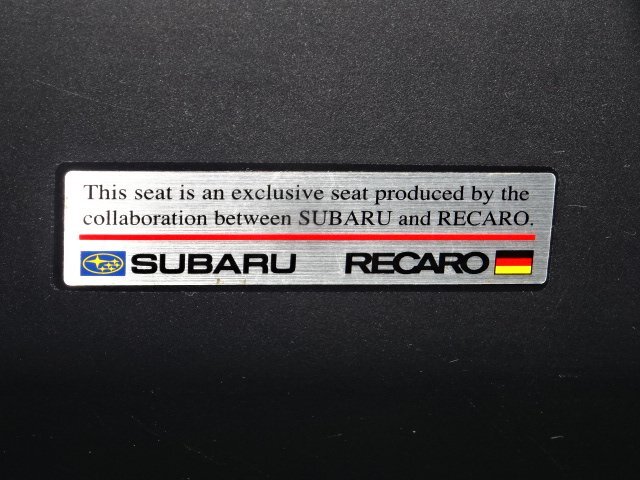 This seat is an exclusive seat produced by the
collaboration between SUBARU and RECARO.
SUBARU RECARO